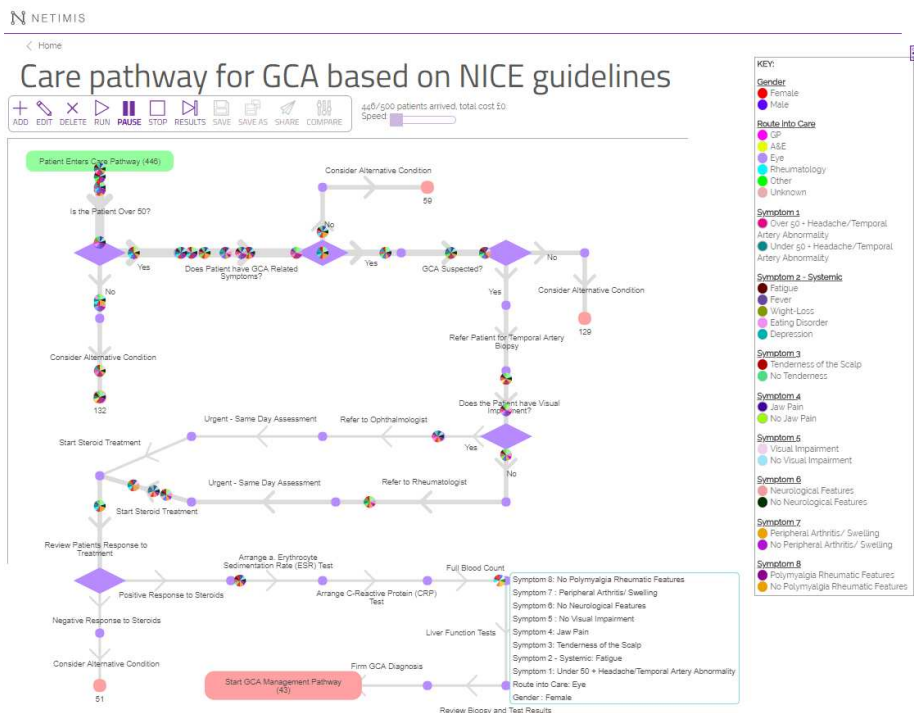 NETIMIS
Home
Care pathway for GCA based on NICE guidelines
ADD EDIT DELETE RUN PAUSE STOP RESULTS SAVE SAVE AS SHARE COMPARE
446/500 patients arrived, total cost £0.
Speed:
Patient Enters Care Pathway (446)
Is the Patient Over 50?
Yes
No
Consider Alternative Condition
132
Does Patient have GCA Related
Symptoms?
No
Consider Alternative Condition
59
Yes
GCA Suspected?
No
Consider Alternative Condition
129
Yes
Refer Patient for Temporal Artery
Biopsy
Does the Patient have Visual
Impairment?
Yes
Refer to Ophthalmologist
Urgent - Same Day Assessment
Start Steroid Treatment
No
Refer to Rheumatologist
Urgent - Same Day Assessment
Start Steroid Treatment
Review Patients Response to
Treatment
Positive Response to Steroids
Negative Response to Steroids
Consider Alternative Condition
51
Arrange a. Erythrocyte
Sedimentation Rate (ESR) Test
Arrange C-Reactive Protein (CRP)
Test
Full Blood Count
Liver Function Tests
Review Biopsy and Test Results
Firm GCA Diagnosis
Start GCA Management Pathway
(43)
Symptom 8: No Polymyalgia Rheumatic Features
Symptom 7 : Peripheral Arthritis/ Swelling
Symptom 6: No Neurological Features
Symptom 5 : No Visual Impairment
Symptom 4: Jaw Pain
Symptom 3: Tenderness of the Scalp
Symptom 2 - Systemic: Fatigue
Symptom 1: Under 50 + Headache/Temporal Artery Abnormality
Route into Care: Eye
Gender : Female
KEY:
Gender
Female
Male
Route Into Care
GP
A&E
Eye
Rheumatology
Other
Unknown
Symptom 1
Over 50 + Headache/Temporal
Artery Abnormality
Under 50 + Headache/Temporal
Artery Abnormality
Symptom 2 - Systemic
Fatigue
Fever
Wight-Loss
Eating Disorder
Depression
Symptom 3
Tenderness of the Scalp
No Tenderness
Symptom 4
Jaw Pain
No Jaw Pain
Symptom 5
Visual Impairment
No Visual Impairment
Symptom 6
Neurological Features
No Neurological Features
Symptom 7
Peripheral Arthritis/ Swelling
No Peripheral Arthritis/ Swelling
Symptom 8
Polymyalgia Rheumatic Features
No Polymyalgia Rheumatic Features